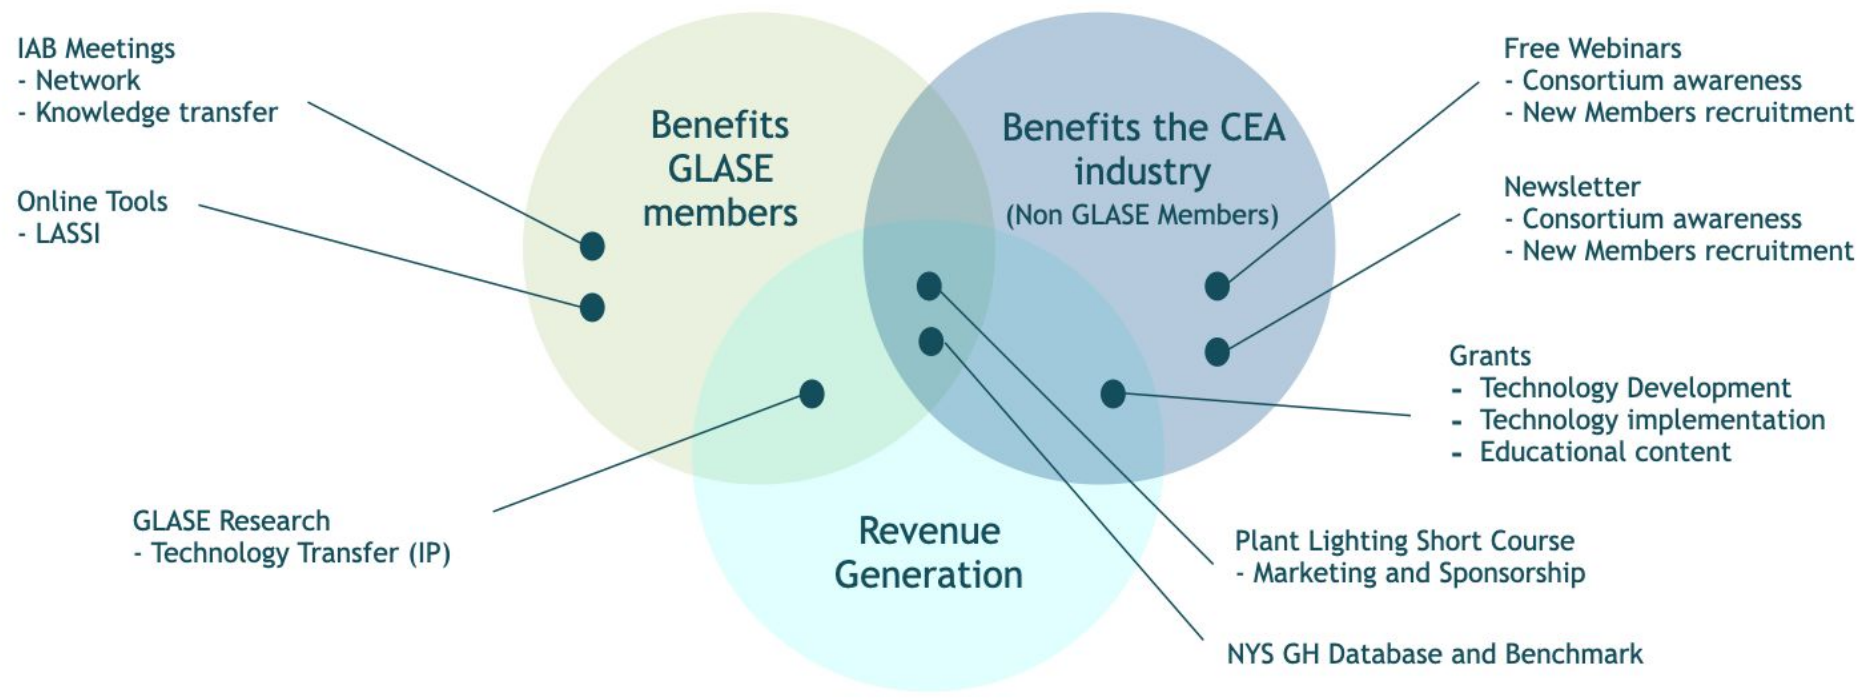 IAB Meetings
- Network
- Knowledge transfer
Online Tools
- LASSI
GLASE Research
- Technology Transfer (IP)
Benefits
GLASE
members
Benefits the CEA
industry
(Non GLASE Members)
Revenue
Generation
Free Webinars
- Consortium awareness
- New Members recruitment
Newsletter
- Consortium awareness
- New Members recruitment
Grants
- Technology Development
- Technology implementation
- Educational content
Plant Lighting Short Course
- Marketing and Sponsorship
NYS GH Database and Benchmark